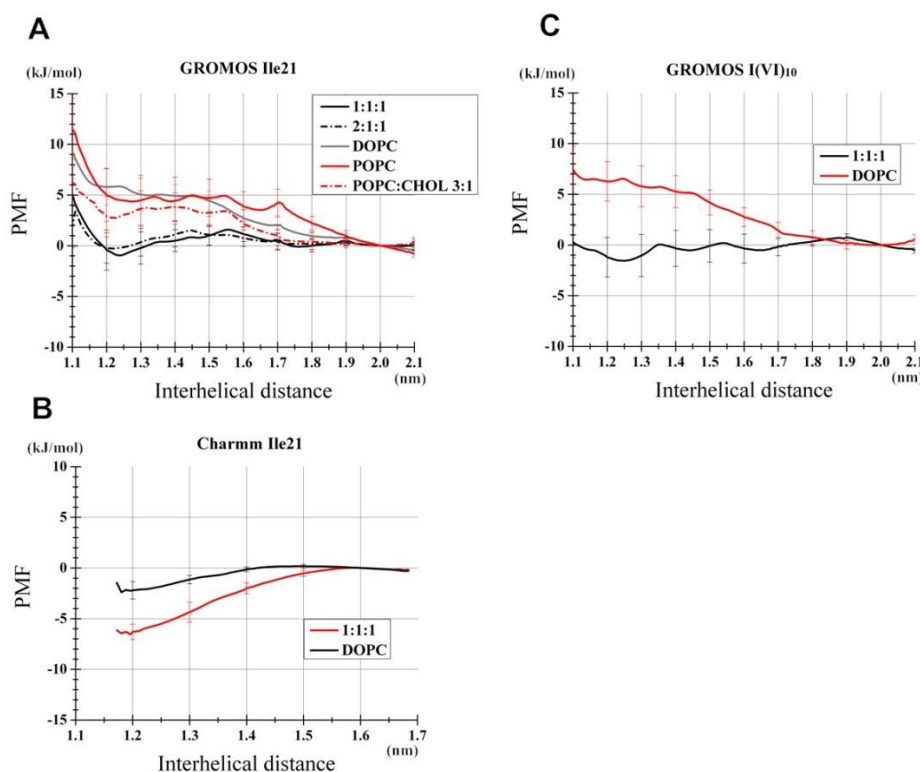 A
(kJ/mol)
GROMOS Ile21
15
10
5
0
-5
-10
PMF
1:1:1
2:1:1
DOPC
POPC
POPC:CHOL 3:1
1.1 1.2 1.3 1.4 1.5 1.6 1.7 1.8 1.9 2.0 2.1
(nm)
Interhelical distance
C
(kJ/mol)
GROMOS I(VI)₁₀
15
10
5
0
-5
-10
PMF
1:1:1
DOPC
1.1 1.2 1.3 1.4 1.5 1.6 1.7 1.8 1.9 2.0 2.1
(nm)
Interhelical distance
B
(kJ/mol)
Charmm Ile21
10
5
0
-5
-10
-15
PMF
1:1:1
DOPC
1.1 1.2 1.3 1.4 1.5 1.6 1.7
(nm)
Interhelical distance